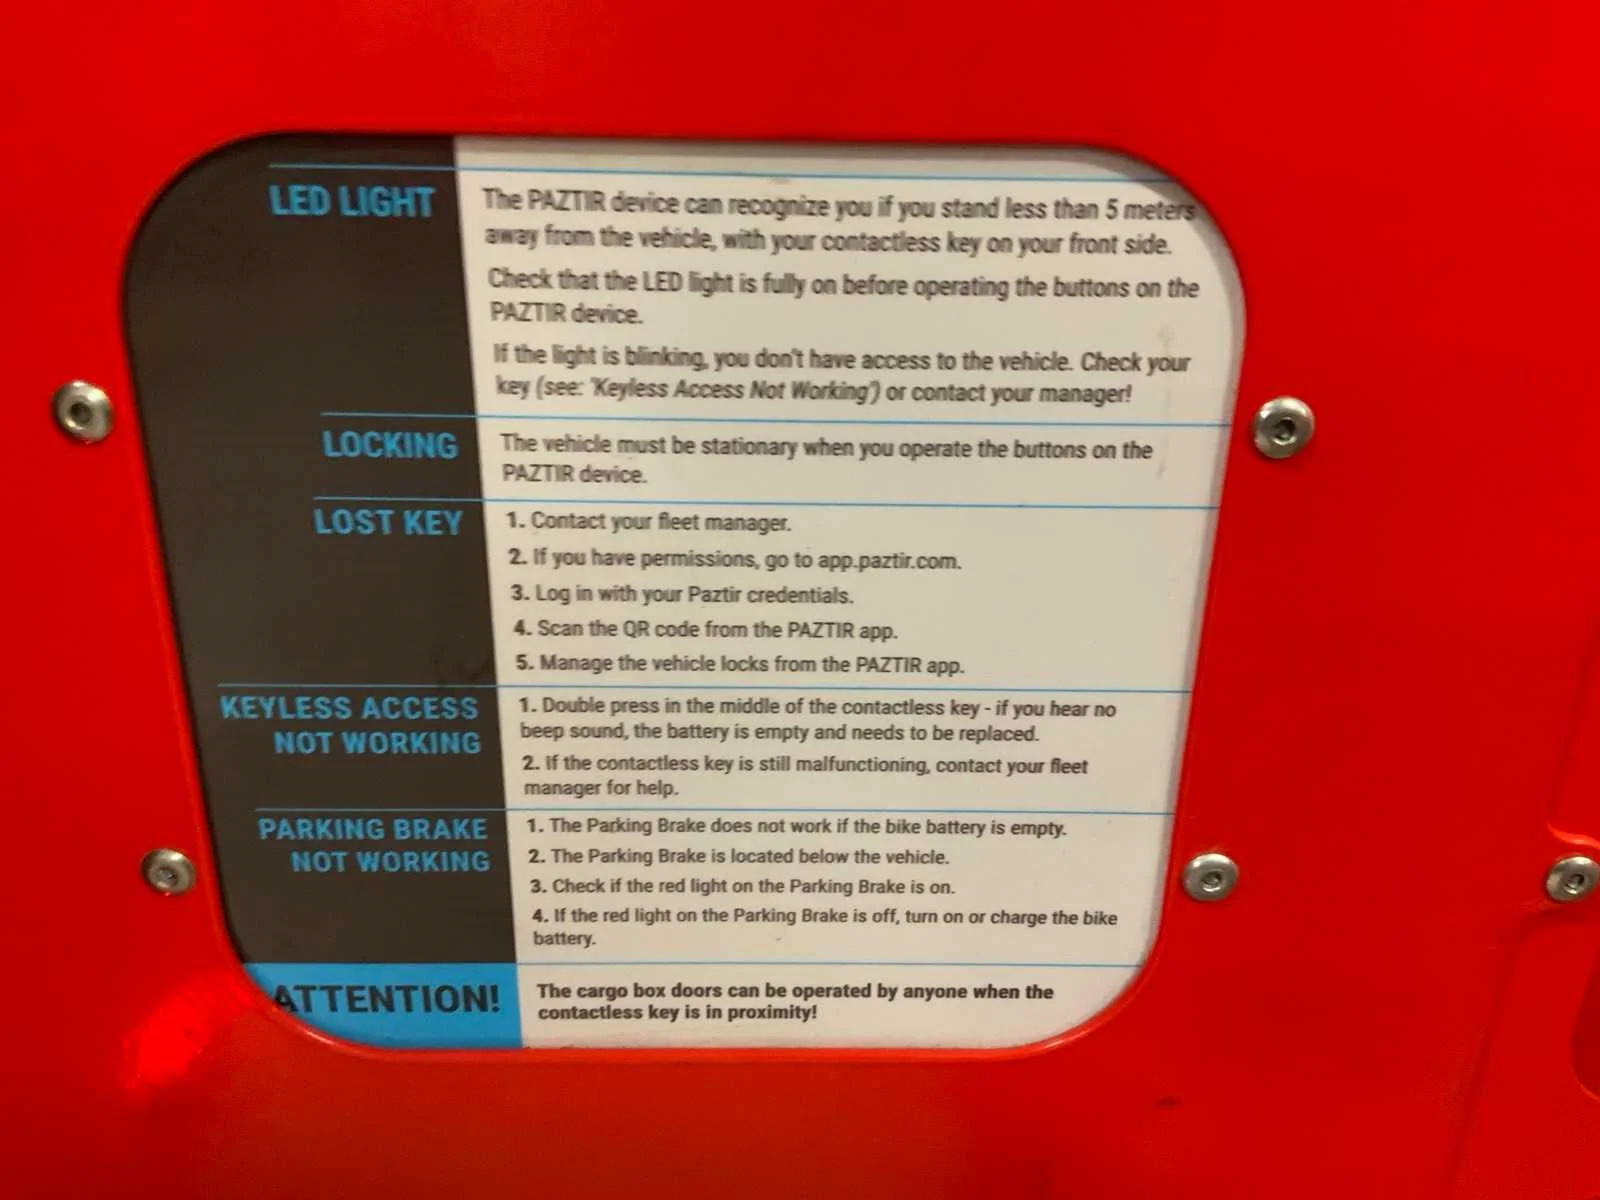 LED LIGHT
The PAZTIR device can recognize you if you stand less than 5 meters
away from the vehicle, with your contactless key on your front side.
Check that the LED light is fully on before operating the buttons on the
PAZTIR device.
If the light is blinking, you don't have access to the vehicle. Check your
key (see: 'Keyless Access Not Working') or contact your manager!
LOCKING
The vehicle must be stationary when you operate the buttons on the
PAZTIR device.
LOST KEY
1. Contact your fleet manager.
2. If you have permissions, go to app.paztir.com.
3. Log in with your Paztir credentials.
4. Scan the QR code from the PAZTIR app.
5. Manage the vehicle locks from the PAZTIR app.
KEYLESS ACCESS
NOT WORKING
1. Double press in the middle of the contactless key - if you hear no
beep sound, the battery is empty and needs to be replaced.
2. If the contactless key is still malfunctioning, contact your fleet
manager for help.
PARKING BRAKE
NOT WORKING
1. The Parking Brake does not work if the bike battery is empty.
2. The Parking Brake is located below the vehicle.
3. Check if the red light on the Parking Brake is on.
4. If the red light on the Parking Brake is off, turn on or charge the bike
battery.
ATTENTION!
The cargo box doors can be operated by anyone when the
contactless key is in proximity!